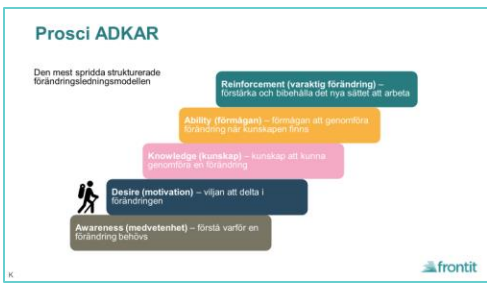 Prosci ADKAR
Den mest spridda strukturerade
förändringsledningsmodellen
Reinforcement (varaktig förändring) –
förstärka och bibehålla det nya sättet att arbeta
Ability (förmågan) – förmågan att genomföra
förändring när kunskapen finns
Knowledge (kunskap) – kunskap att kunna
genomföra en förändring
Desire (motivation) – viljan att delta i
förändringen
Awareness (medvetenhet) – förstå varför en
förändring behövs
K
frontit